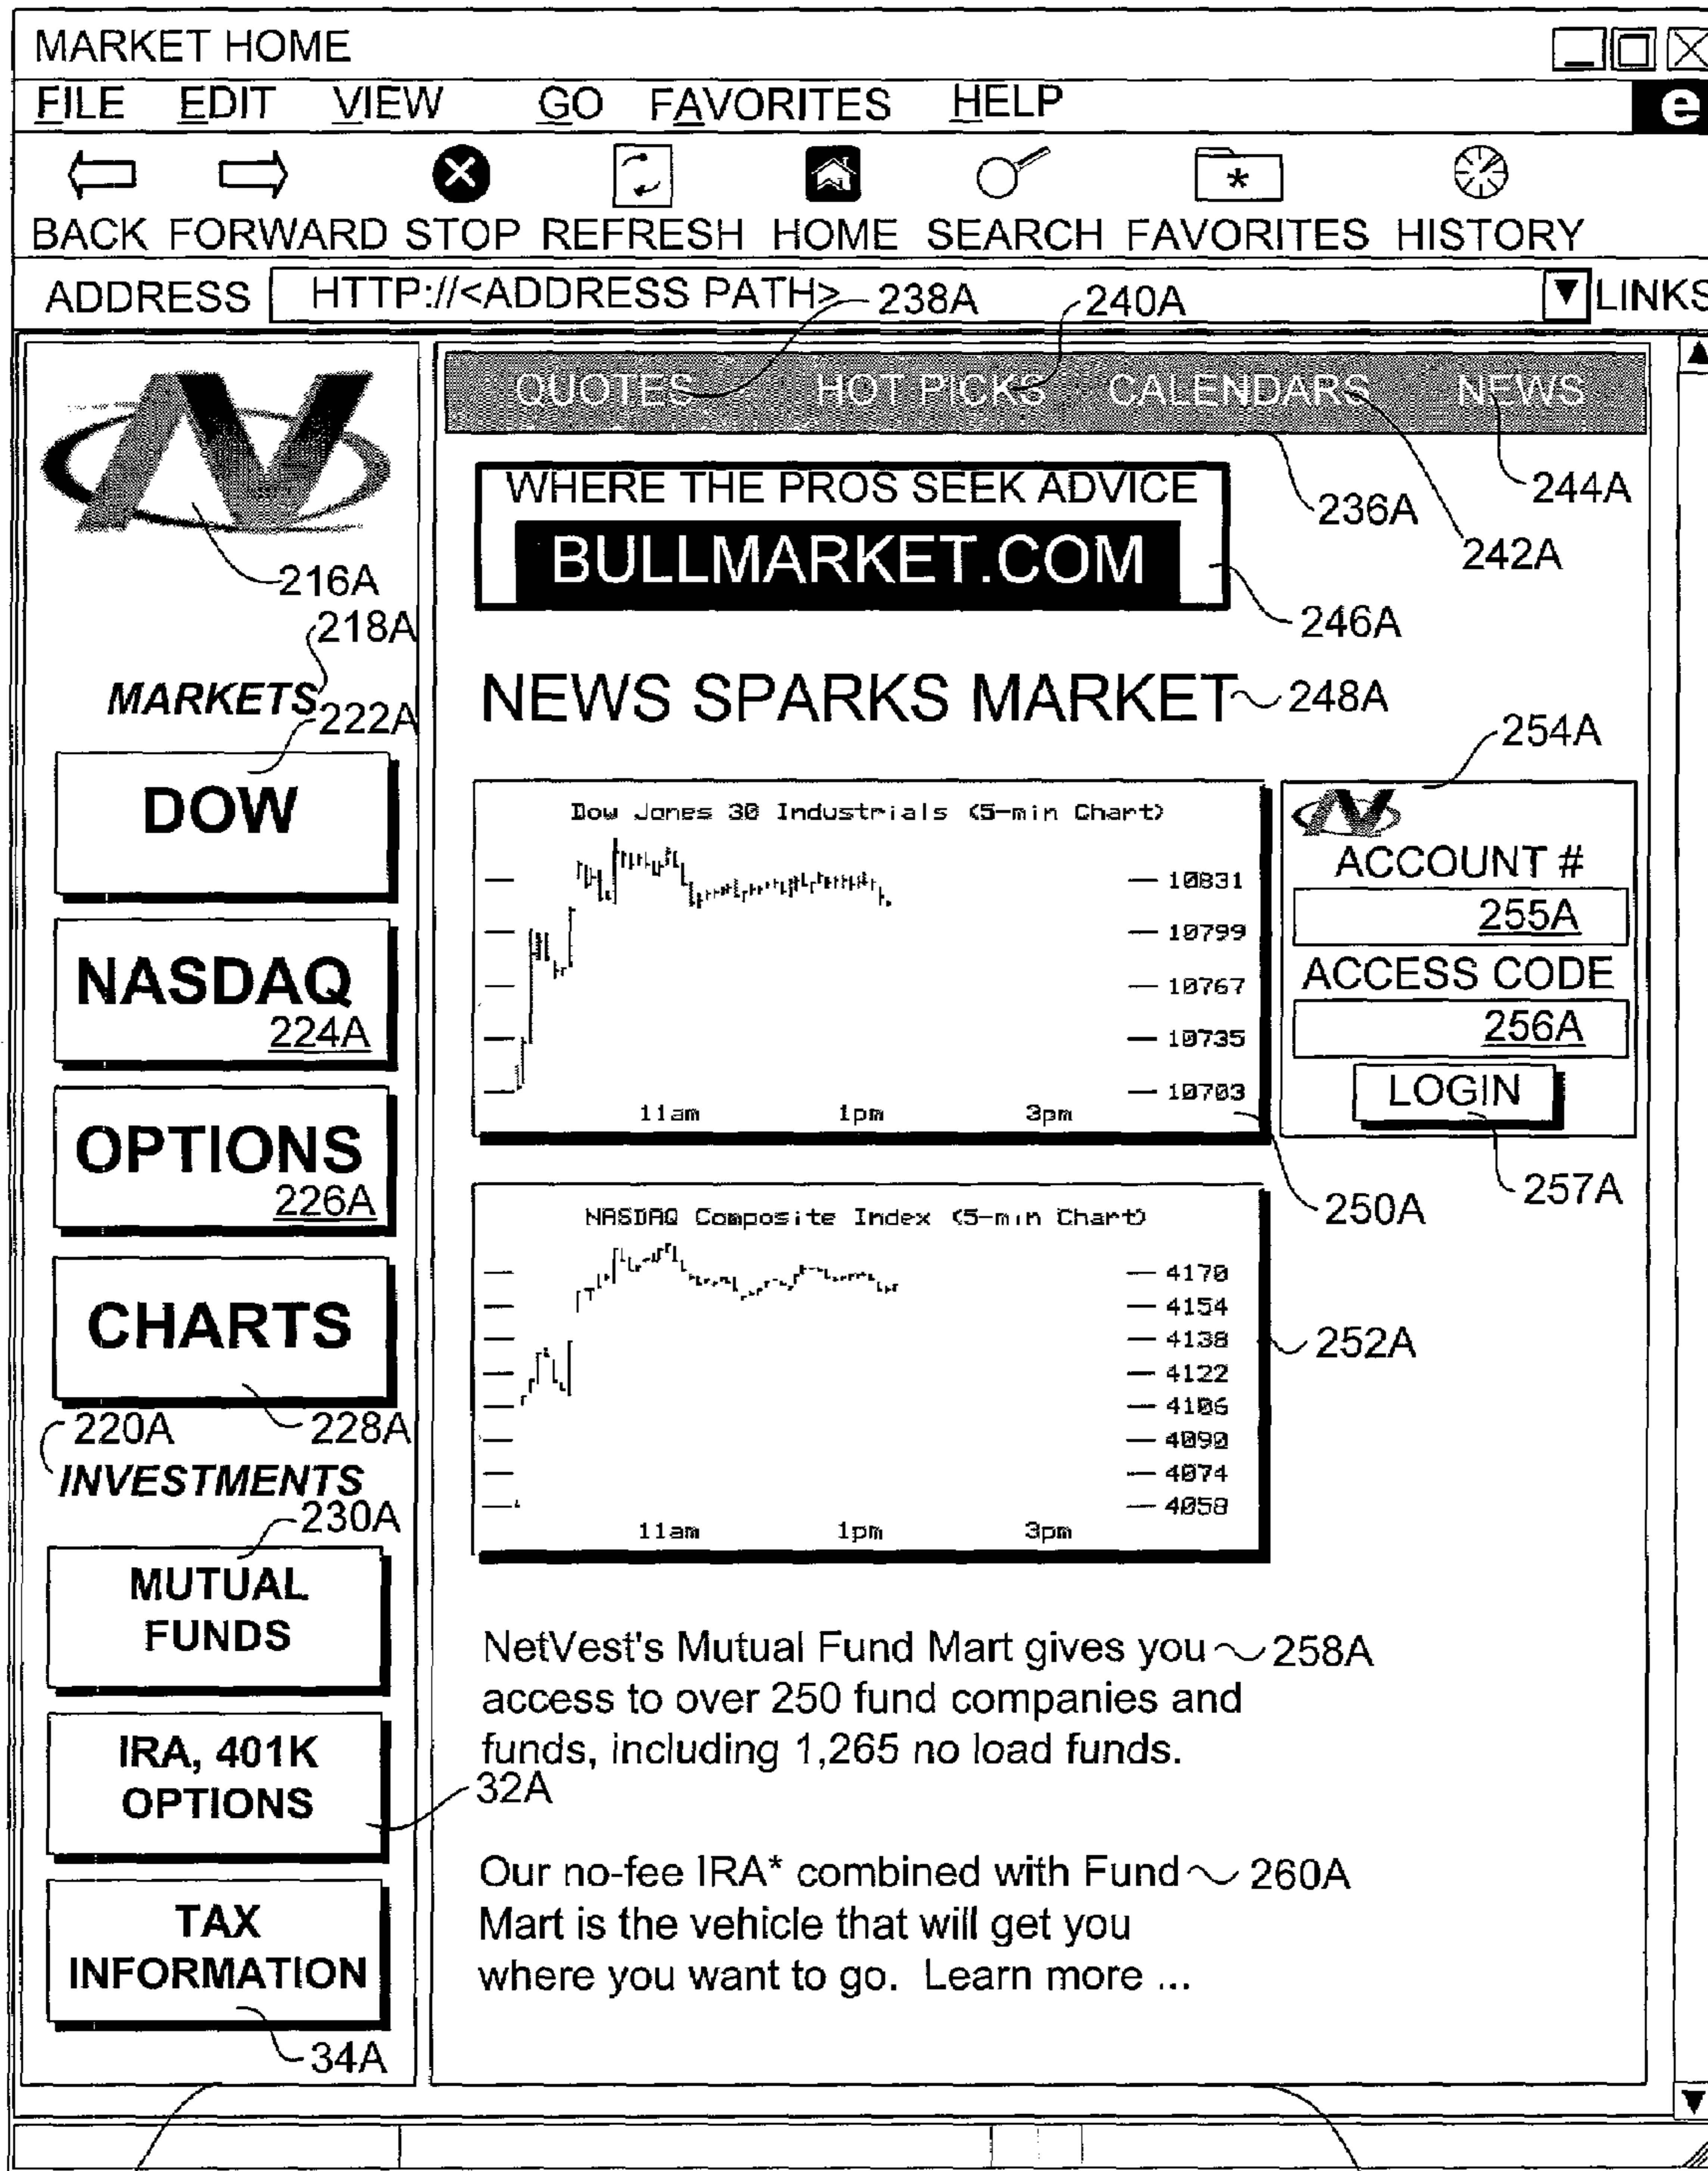 MARKET HOME
FILE EDIT VIEW GO FAVORITES HELP
e
BACK FORWARD STOP REFRESH HOME SEARCH FAVORITES HISTORY
ADDRESS HTTP://<ADDRESS PATH> LINKS
238A 240A
QUOTES HOT PICKS CALENDARS NEWS
236A 242A 244A
216A
218A
MARKETS
222A
DOW
NASDAQ
224A
OPTIONS
226A
CHARTS
220A 228A
INVESTMENTS
230A
MUTUAL
FUNDS
IRA, 401K
OPTIONS
32A
TAX
INFORMATION
34A
WHERE THE PROS SEEK ADVICE
BULLMARKET.COM
246A
NEWS SPARKS MARKET 248A
Dow Jones 30 Industrials (5-min Chart)
10831
10799
10767
10735
10703
11am 1pm 3pm
250A
254A
ACCOUNT #
255A
ACCESS CODE
256A
LOGIN
257A
NASDAQ Composite Index (5-min Chart)
4170
4154
4138
4122
4106
4090
4074
4058
11am 1pm 3pm
252A
NetVest's Mutual Fund Mart gives you 258A
access to over 250 fund companies and
funds, including 1,265 no load funds.
Our no-fee IRA* combined with Fund 260A
Mart is the vehicle that will get you
where you want to go. Learn more ...